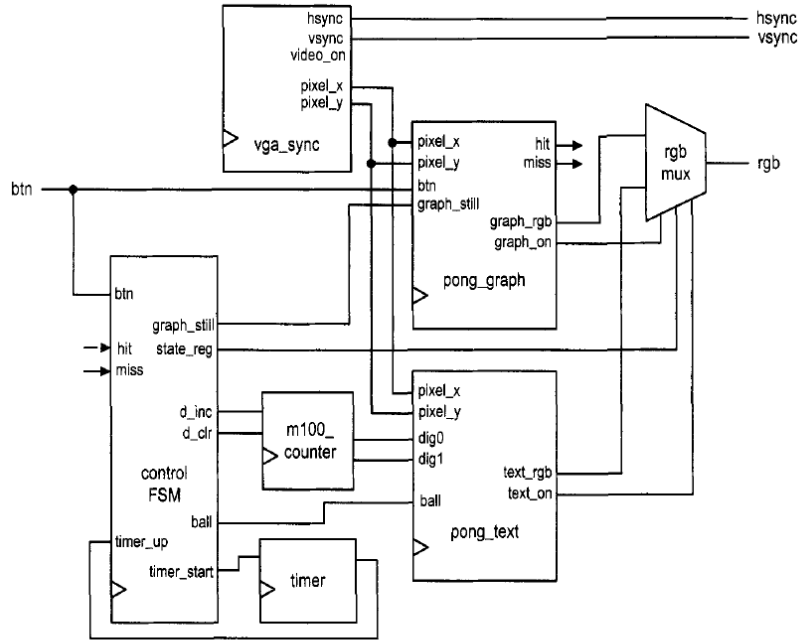 hsync
hsync
vsync
vsync
video_on
pixel_x
pixel_y
vga_sync
pixel_x
hit
pixel_y
miss
rgb
mux
rgb
btn
btn
graph_still
graph_rgb
graph_on
pong_graph
btn
graph_still
hit
state_reg
miss
pixel_x
d_inc
pixel_y
d_clr
m100_
counter
dig0
dig1
control
FSM
text_rgb
text_on
ball
ball
pong_text
timer_up
timer_start
timer